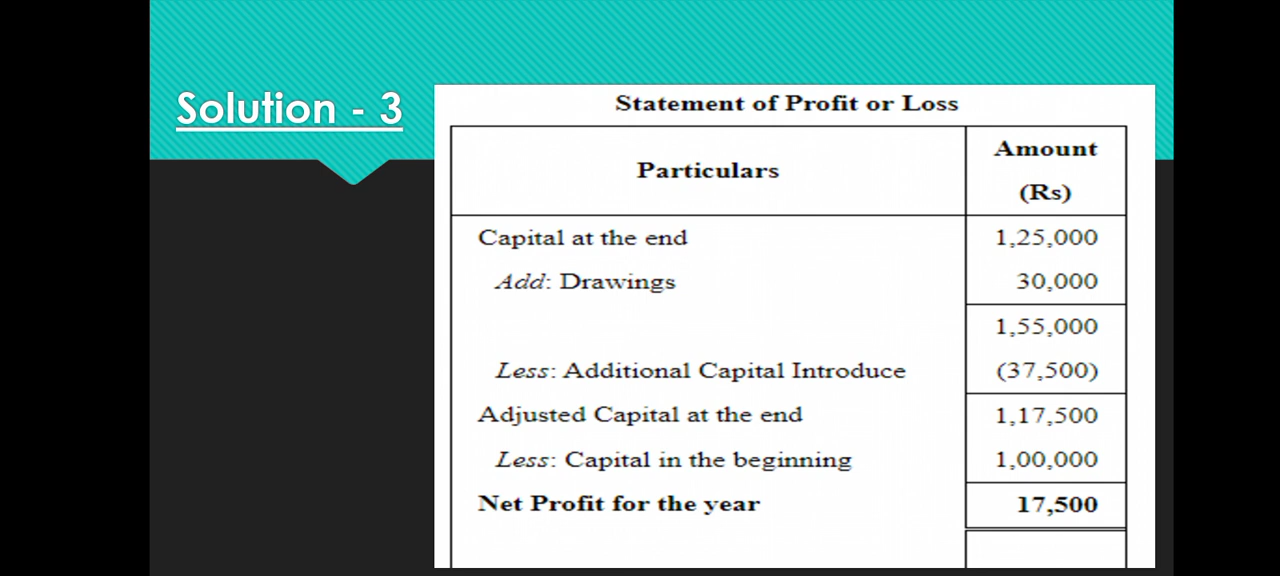 Solution - 3
Statement of Profit or Loss
Particulars
Amount
(Rs)
Capital at the end 1,25,000
Add: Drawings 30,000
1,55,000
Less: Additional Capital Introduce (37,500)
Adjusted Capital at the end 1,17,500
Less: Capital in the beginning 1,00,000
Net Profit for the year 17,500